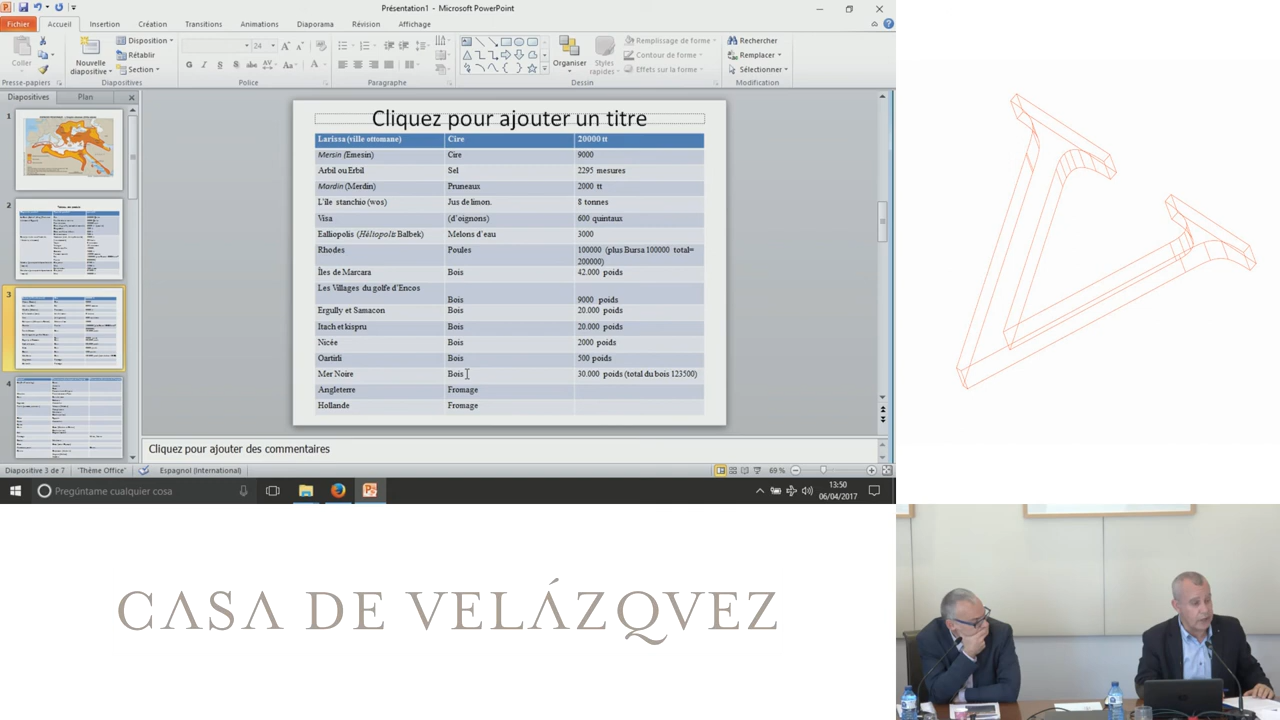 Présentation1 - Microsoft PowerPoint
Fichier Accueil Insertion Création Transitions Animations Diaporama Révision Affichage
Coller
Nouvelle diapositive
Disposition
Rétablir
Section
24
G I S abc AV Aa A
Organiser
Styles rapides
Remplissage de forme
Contour de forme
Effets sur la forme
Rechercher
Remplacer
Sélectionner
Presse-papiers Diapositives Police Paragraphe Dessin Modification
Diapositives Plan
1
2
3
4
Cliquez pour ajouter un titre
Larissa (ville ottomane) Cire 20000 tt
Mersin (Emesin) Cire 9000
Arbil ou Erbil Sel 2295 mesures
Mardin (Merdin) Pruneaux 2000 tt
L'île stanchio (wos) Jus de limon. 8 tonnes
Visa (d'oignons) 600 quintaux
Ealliopolis (Héliopolis Balbek) Melons d'eau 3000
Rhodes Poules 100000 (plus Bursa 100000 total=
200000)
Îles de Marcara Bois 42.000 poids
Les Villages du golfe d'Encos
Bois 9000 poids
Ergully et Samacon Bois 20.000 poids
Itach et kispru Bois 20.000 poids
Nicée Bois 2000 poids
Oartirli Bois 500 poids
Mer Noire Bois 30.000 poids (total du bois 123500)
Angleterre Fromage
Hollande Fromage
Cliquez pour ajouter des commentaires
Diapositive 3 de 7 "Thème Office" Espagnol (International) 69 %
Pregúntame cualquier cosa
13:50
06/04/2017
CASA DE VELÁZQVEZ